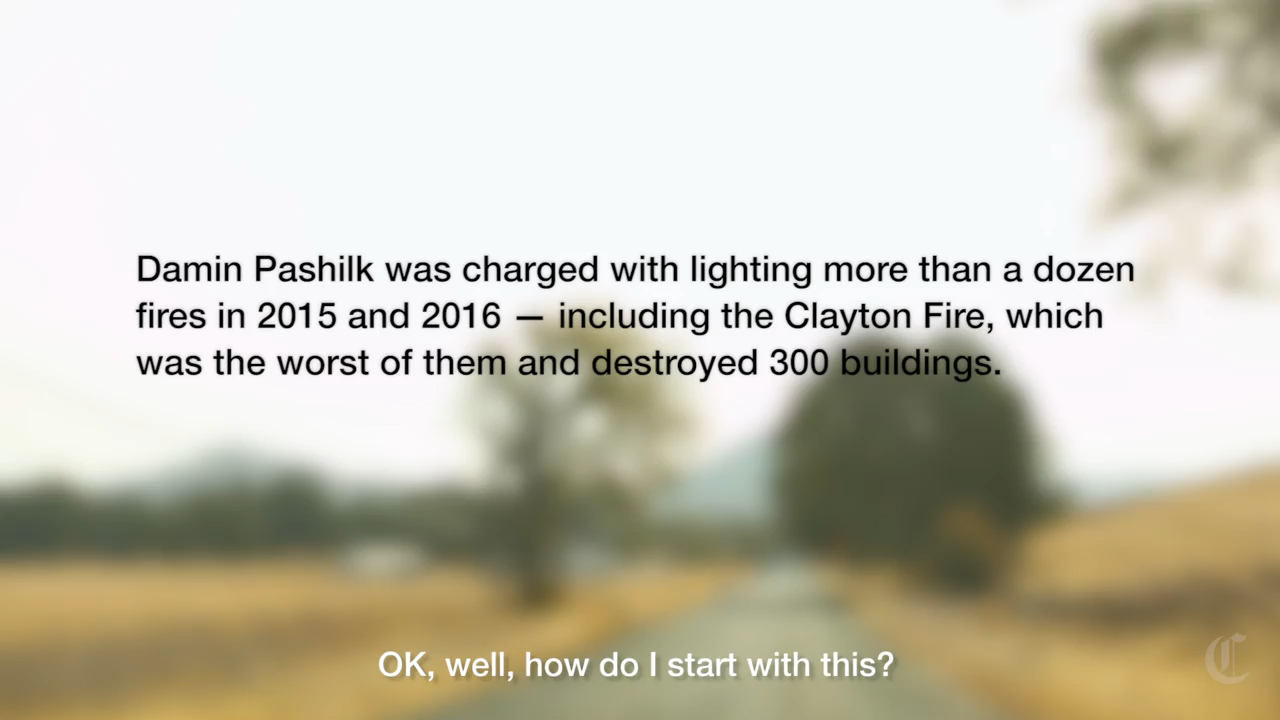 Damin Pashilk was charged with lighting more than a dozen
fires in 2015 and 2016 — including the Clayton Fire, which
was the worst of them and destroyed 300 buildings.
OK, well, how do I start with this?
C